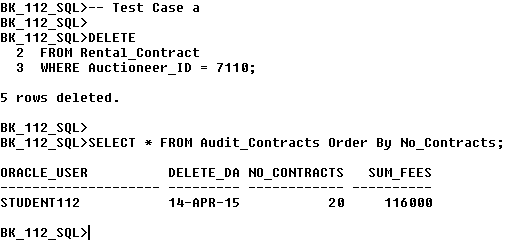 BK_112_SQL>-- Test Case a
BK_112_SQL>
BK_112_SQL>DELETE
  2  FROM Rental_Contract
  3  WHERE Auctioneer_ID = 7110;
5 rows deleted.
BK_112_SQL>
BK_112_SQL>SELECT * FROM Audit_Contracts Order By No_Contracts;
ORACLE_USER          DELETE_DA NO_CONTRACTS   SUM_FEES
-------------------- --------- ------------ ----------
STUDENT112           14-APR-15           20     116000
BK_112_SQL>